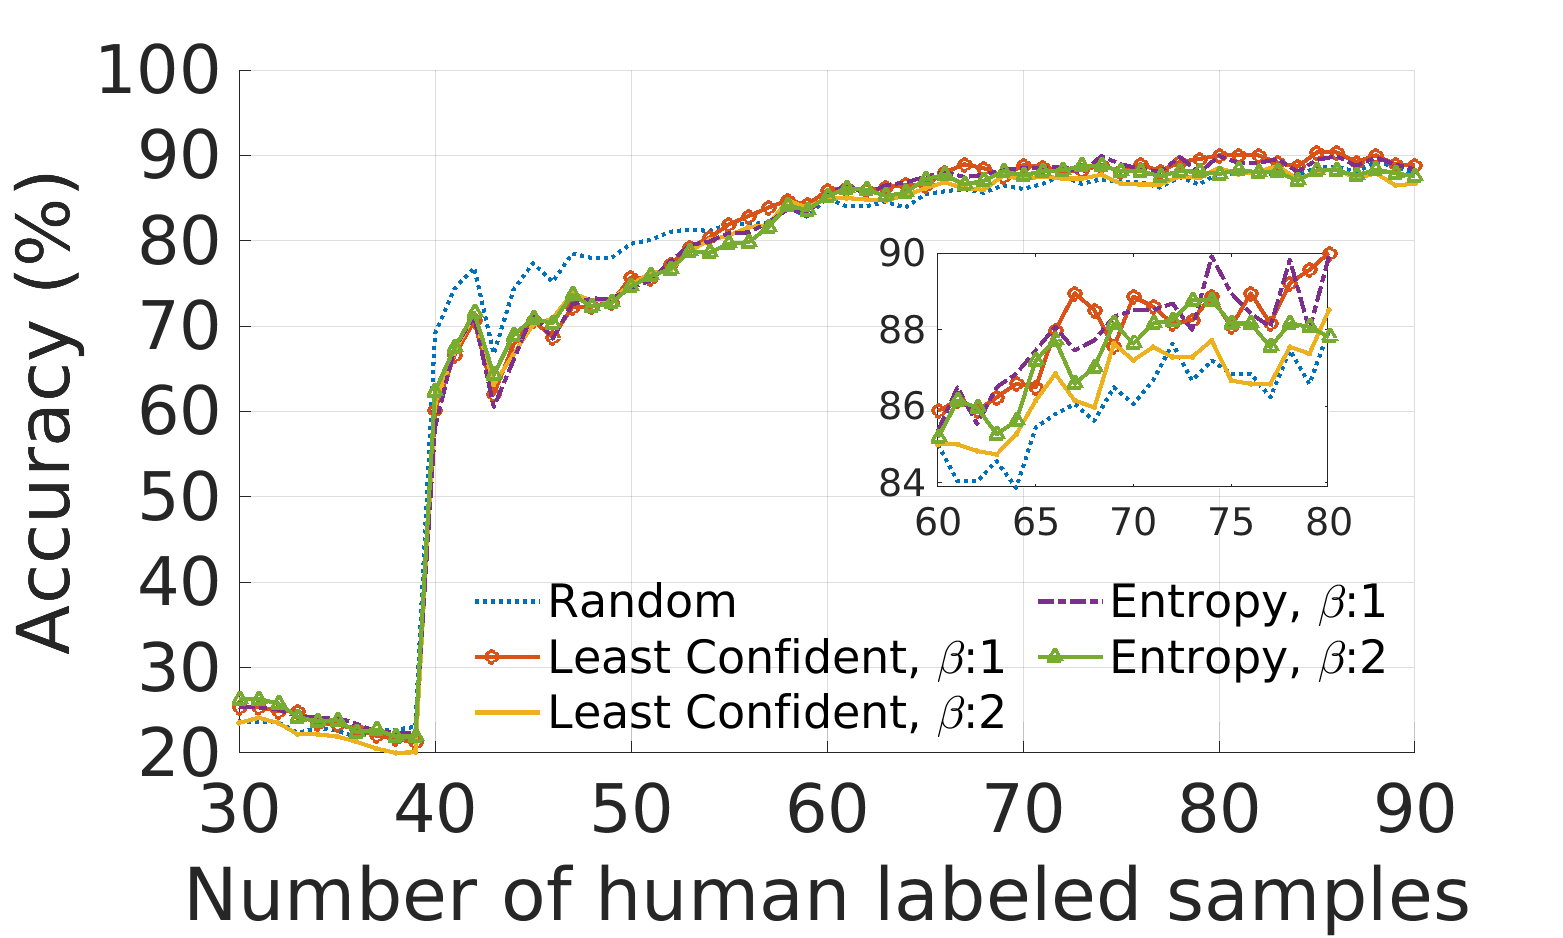 Accuracy (%)
100
90
80
70
60
50
40
30
20
30 40 50 60 70 80 90
Number of human labeled samples
90
88
86
84
60 65 70 75 80
Random
Least Confident, β:1
Least Confident, β:2
Entropy, β:1
Entropy, β:2